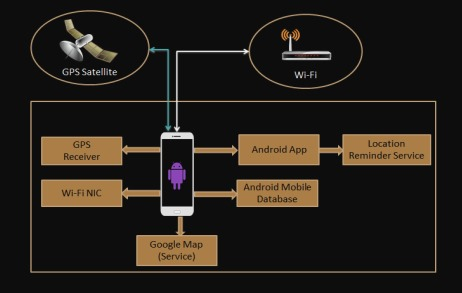 GPS Satellite
Wi-Fi
GPS
Receiver
Android App
Location
Reminder Service
Wi-Fi NIC
Android Mobile
Database
Google Map
(Service)